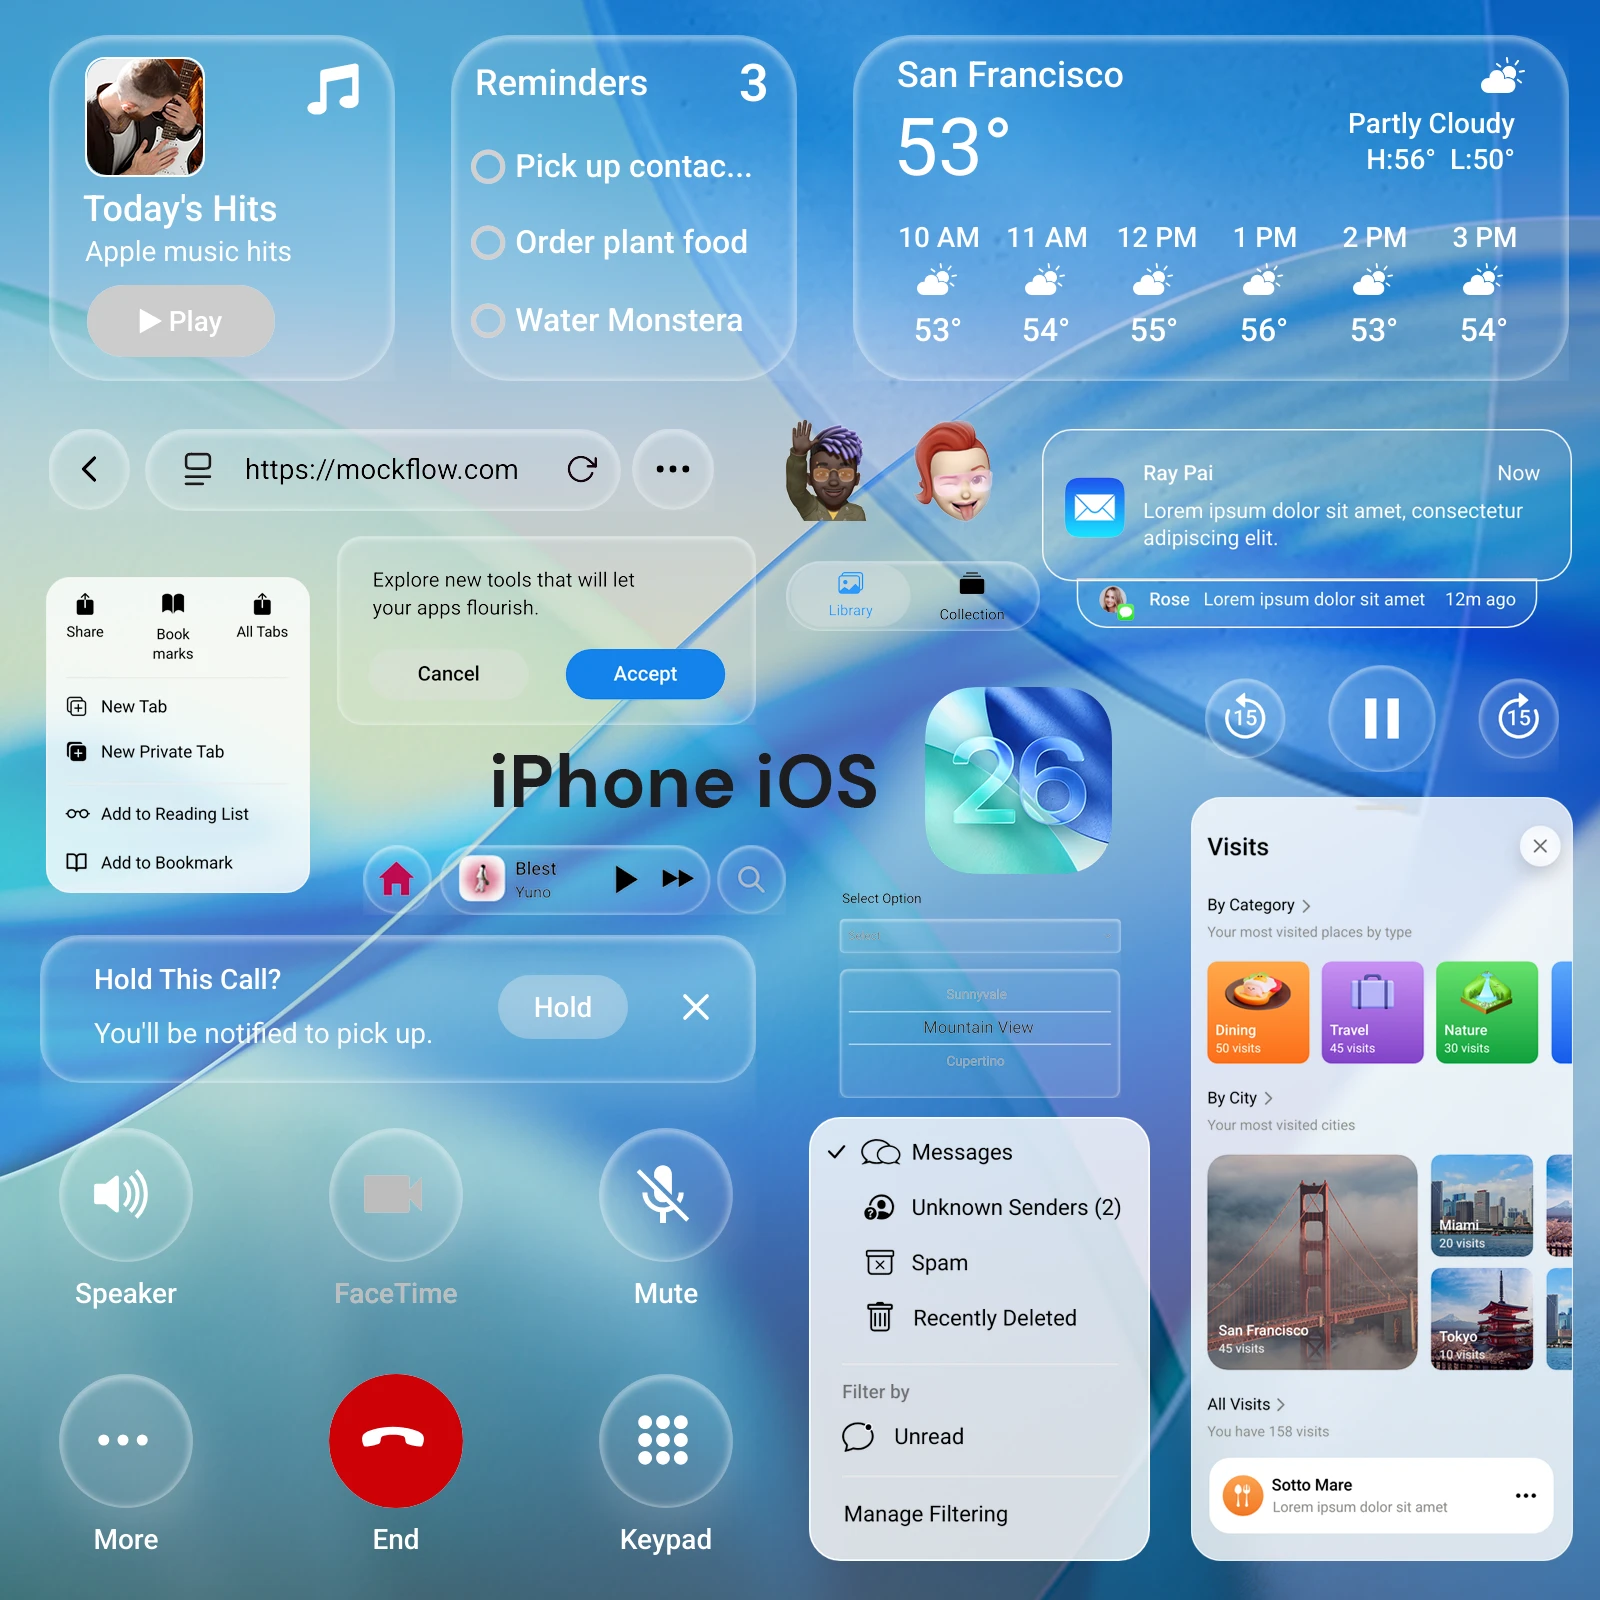 Today's Hits
Apple music hits
Play
Reminders 3
Pick up contac...
Order plant food
Water Monstera
San Francisco
53°
Partly Cloudy
H:56° L:50°
10 AM 11 AM 12 PM 1 PM 2 PM 3 PM
53° 54° 55° 56° 53° 54°
https://mockflow.com
Ray Pai Now
Lorem ipsum dolor sit amet, consectetur
adipiscing elit.
Rose Lorem ipsum dolor sit amet 12m ago
Library
Collection
Share
Book
marks
All Tabs
New Tab
New Private Tab
Add to Reading List
Add to Bookmark
Explore new tools that will let
your apps flourish.
Cancel Accept
iPhone iOS
26
15 15
Blest
Yuno
Select Option
Select
Sunnyvale
Mountain View
Cupertino
Hold This Call?
You'll be notified to pick up.
Hold
Speaker FaceTime Mute
More End Keypad
Messages
Unknown Senders (2)
Spam
Recently Deleted
Filter by
Unread
Manage Filtering
Visits
By Category
Your most visited places by type
Dining
50 visits
Travel
45 visits
Nature
30 visits
By City
Your most visited cities
San Francisco
45 visits
Miami
20 visits
Tokyo
10 visits
All Visits
You have 158 visits
Sotto Mare
Lorem ipsum dolor sit amet